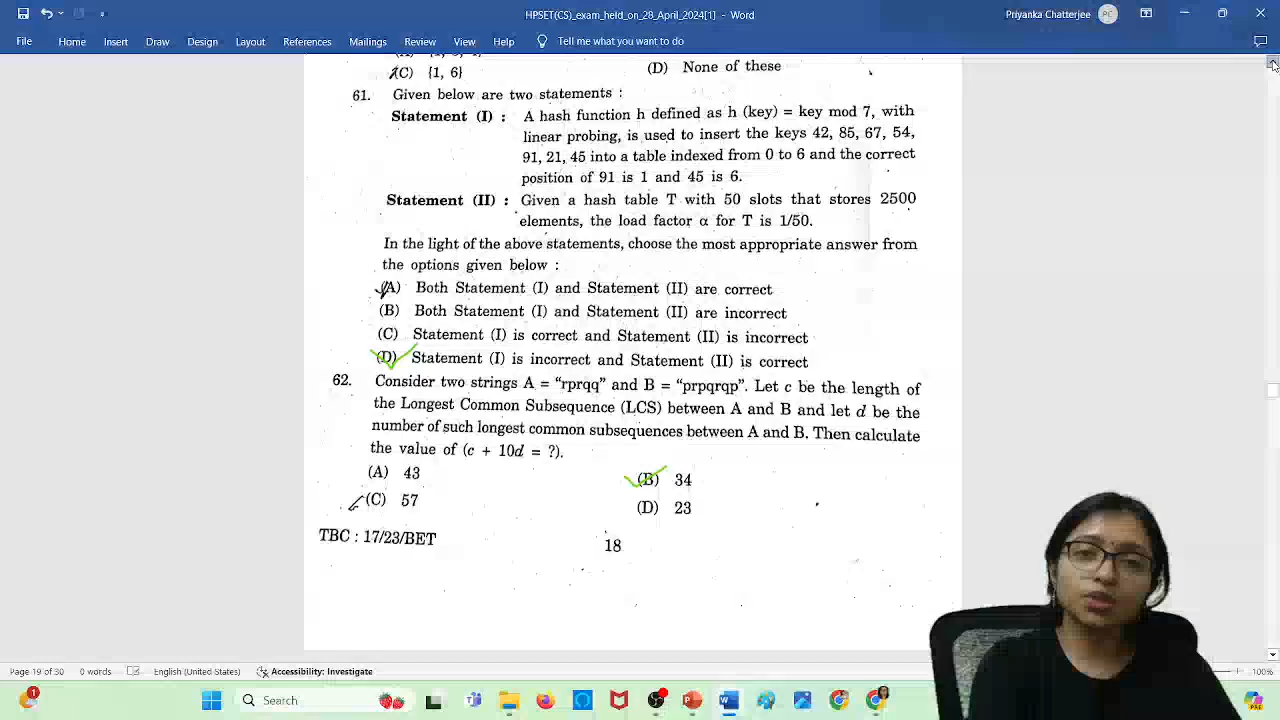 HPSET(CS)_exam_held_on_28_April_2024[1] - Word
Priyanka Chatterjee PC
File Home Insert Draw Design Layout References Mailings Review View Help Tell me what you want to do
(C) {1, 6}
(D) None of these
61. Given below are two statements :
Statement (I) : A hash function h defined as h (key) = key mod 7, with
linear probing, is used to insert the keys 42, 85, 67, 54,
91, 21, 45 into a table indexed from 0 to 6 and the correct
position of 91 is 1 and 45 is 6.
Statement (II) : Given a hash table T with 50 slots that stores 2500
elements, the load factor α for T is 1/50.
In the light of the above statements, choose the most appropriate answer from
the options given below :
(A) Both Statement (I) and Statement (II) are correct
(B) Both Statement (I) and Statement (II) are incorrect
(C) Statement (I) is correct and Statement (II) is incorrect
(D) Statement (I) is incorrect and Statement (II) is correct
62. Consider two strings A = "rprqq" and B = "prpqrqp". Let c be the length of
the Longest Common Subsequence (LCS) between A and B and let d be the
number of such longest common subsequences between A and B. Then calculate
the value of (c + 10d = ?).
(A) 43
(B) 34
(C) 57
(D) 23
TBC : 17/23/BET
18
Page 19 of 30 0 words English (United States) Accessibility: Investigate
100%
1 Search